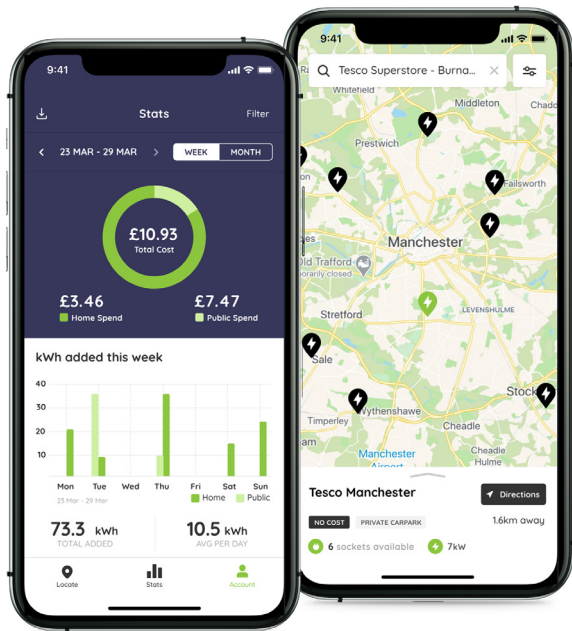 9:41
Stats
Filter
23 MAR - 29 MAR
WEEK
MONTH
£10.93
Total Cost
£3.46
Home Spend
£7.47
Public Spend
kWh added this week
40
30
20
10
Mon Tue Wed Thu Fri Sat Sun
23 Mar - 29 Mar
Home Public
73.3 kWh
TOTAL ADDED
10.5 kWh
AVG PER DAY
Locate
Stats
Account
9:41
Tesco Superstore - Burna...
Whitefield
Middleton
Chadd
Prestwich
Failsworth
Manchester
Old Trafford
porarily closed
Stretford
LEVENSHULME
Sale
Stock
Wythenshawe
Timperley
Cheadle
am
Manchester
Airport
Cheadle
Hulme
Tesco Manchester
Directions
NO COST
PRIVATE CARPARK
1.6km away
6 sockets available
7kW